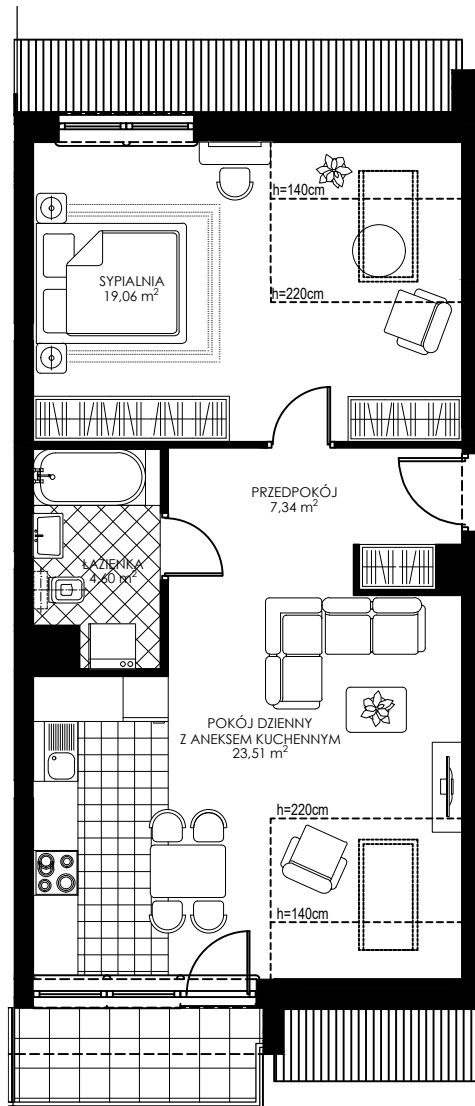 h=140cm
SYPIALNIA
19,06 m²
h=220cm
PRZEDPOKÓJ
7,34 m²
ŁAZIENKA
4,60 m²
POKÓJ DZIENNY
Z ANEKSEM KUCHENNYM
23,51 m²
h=220cm
h=140cm